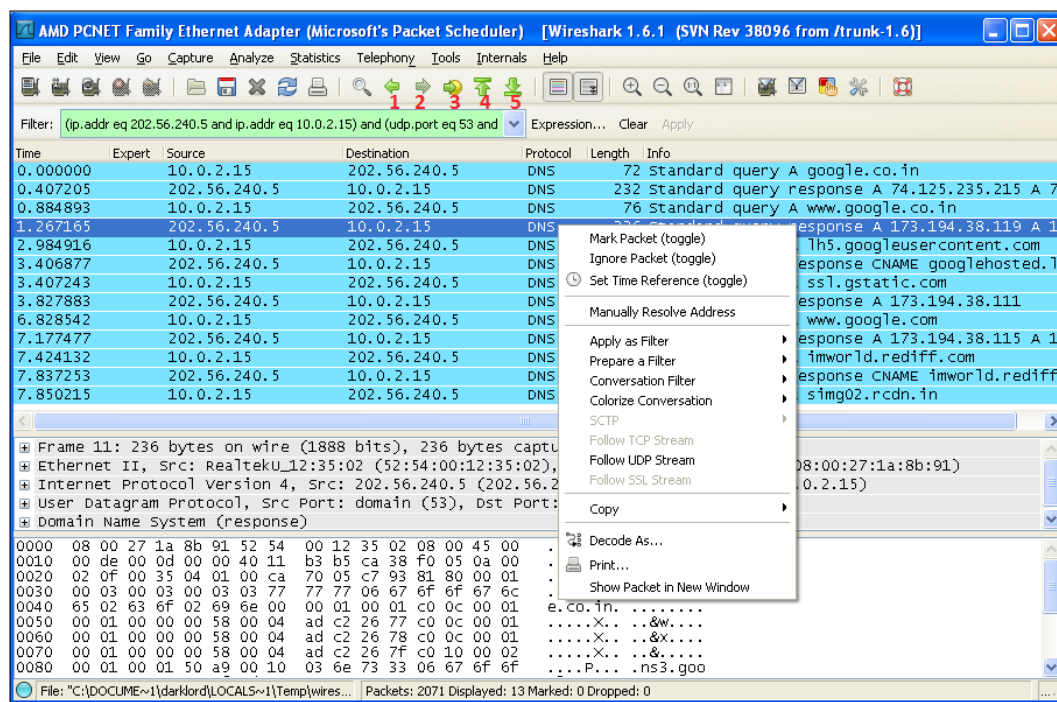 AMD PCNET Family Ethernet Adapter (Microsoft's Packet Scheduler) [Wireshark 1.6.1 (SVN Rev 38096 from /trunk-1.6)]
File Edit View Go Capture Analyze Statistics Telephony Tools Internals Help
1 2 3 4 5
Filter: (ip.addr eq 202.56.240.5 and ip.addr eq 10.0.2.15) and (udp.port eq 53 and Expression... Clear Apply
Time Expert Source Destination Protocol Length Info
0.000000 10.0.2.15 202.56.240.5 DNS 72 Standard query A google.co.in
0.407205 202.56.240.5 10.0.2.15 DNS 232 Standard query response A 74.125.235.215 A 7
0.884893 10.0.2.15 202.56.240.5 DNS 76 Standard query A www.google.co.in
1.267165 202.56.240.5 10.0.2.15 DNS 236 Standard query response A 173.194.38.119 A 1
2.984916 10.0.2.15 202.56.240.5 DNS lh5.googleusercontent.com
3.406877 202.56.240.5 10.0.2.15 DNS esponse CNAME googlehosted.l
3.407243 10.0.2.15 202.56.240.5 DNS ssl.gstatic.com
3.827883 202.56.240.5 10.0.2.15 DNS esponse A 173.194.38.111
6.828542 10.0.2.15 202.56.240.5 DNS www.google.com
7.177477 202.56.240.5 10.0.2.15 DNS esponse A 173.194.38.115 A 1
7.424132 10.0.2.15 202.56.240.5 DNS imworld.rediff.com
7.837253 202.56.240.5 10.0.2.15 DNS esponse CNAME imworld.rediff
7.850215 10.0.2.15 202.56.240.5 DNS simg02.rcdn.in
Mark Packet (toggle)
Ignore Packet (toggle)
Set Time Reference (toggle)
Manually Resolve Address
Apply as Filter
Prepare a Filter
Conversation Filter
Colorize Conversation
SCTP
Follow TCP Stream
Follow UDP Stream
Follow SSL Stream
Copy
Decode As...
Print...
Show Packet in New Window
Frame 11: 236 bytes on wire (1888 bits), 236 bytes captu
Ethernet II, Src: RealtekU_12:35:02 (52:54:00:12:35:02), 08:00:27:1a:8b:91)
Internet Protocol Version 4, Src: 202.56.240.5 (202.56.2 .0.2.15)
User Datagram Protocol, Src Port: domain (53), Dst Port:
Domain Name System (response)
0000 08 00 27 1a 8b 91 52 54 00 12 35 02 08 00 45 00 .
0010 00 de 00 0d 00 00 40 11 b3 b5 ca 38 f0 05 0a 00 .
0020 02 0f 00 35 04 01 00 ca 70 05 c7 93 81 80 00 01 .
0030 00 03 00 03 00 03 03 77 77 77 06 67 6f 6f 67 6c .
0040 65 02 63 6f 02 69 6e 00 00 01 00 01 c0 0c 00 01 e.co.in. ........
0050 00 01 00 00 00 58 00 04 ad c2 26 77 c0 0c 00 01 .....X.. ..&w....
0060 00 01 00 00 00 58 00 04 ad c2 26 78 c0 0c 00 01 .....X.. ..&x....
0070 00 01 00 00 00 58 00 04 ad c2 26 7f c0 10 00 02 .....X.. ..&.....
0080 00 01 00 01 50 a9 00 10 03 6e 73 33 06 67 6f 6f ....P... .ns3.goo
File: "C:\DOCUME~1\darklord\LOCALS~1\Temp\wires... Packets: 2071 Displayed: 13 Marked: 0 Dropped: 0